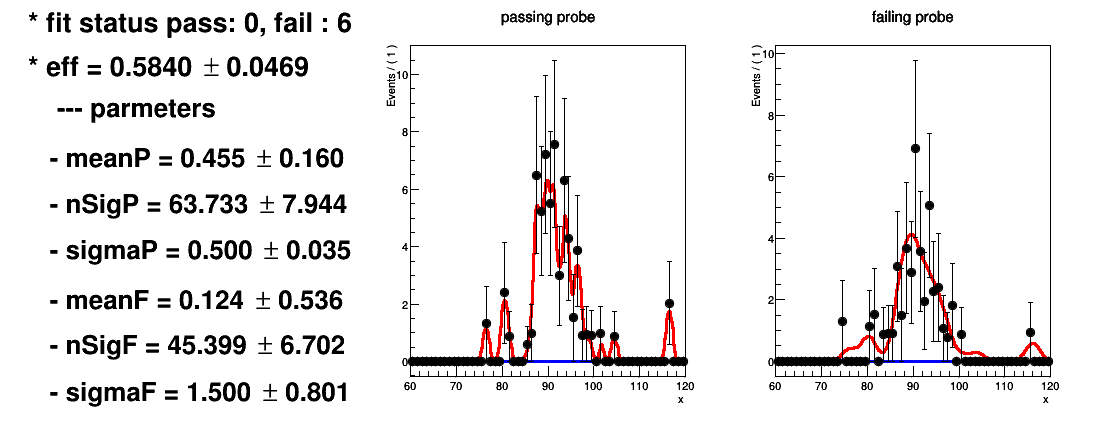 * fit status pass: 0, fail : 6
* eff = 0.5840 ± 0.0469
--- parmeters
- meanP = 0.455 ± 0.160
- nSigP = 63.733 ± 7.944
- sigmaP = 0.500 ± 0.035
- meanF = 0.124 ± 0.536
- nSigF = 45.399 ± 6.702
- sigmaF = 1.500 ± 0.801
passing probe
Events / ( 1 )
10
8
6
4
2
0
60 70 80 90 100 110 120
x
failing probe
Events / ( 1 )
10
8
6
4
2
0
60 70 80 90 100 110 120
x